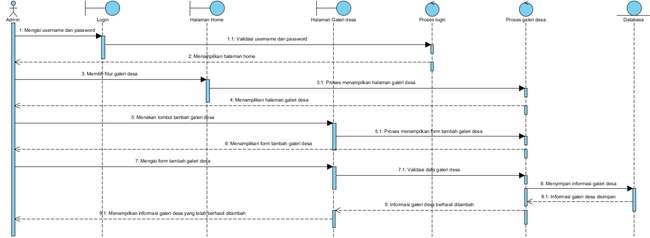 Admin
Login
Halaman Home
Halaman Galeri desa
Proses login
Proses galeri desa
Database
1: Mengisi username dan password
1.1: Validasi username dan password
2: Menampilkan halaman home
3: Memilih fitur galeri desa
3.1: Proses menampilkan halaman galeri desa
4: Menampilkan halaman galeri desa
5: Menekan tombol tambah galeri desa
5.1: Proses menampilkan form tambah galeri desa
6: Menampilkan form tambah galeri desa
7: Mengisi form tambah galeri desa
7.1: Validasi data galeri desa
8: Menyimpan informasi galeri desa
8.1: Informasi galeri desa disimpan
9: Informasi galeri desa berhasil ditambah
9.1: Menampilkan informasi galeri desa yang telah berhasil ditambah